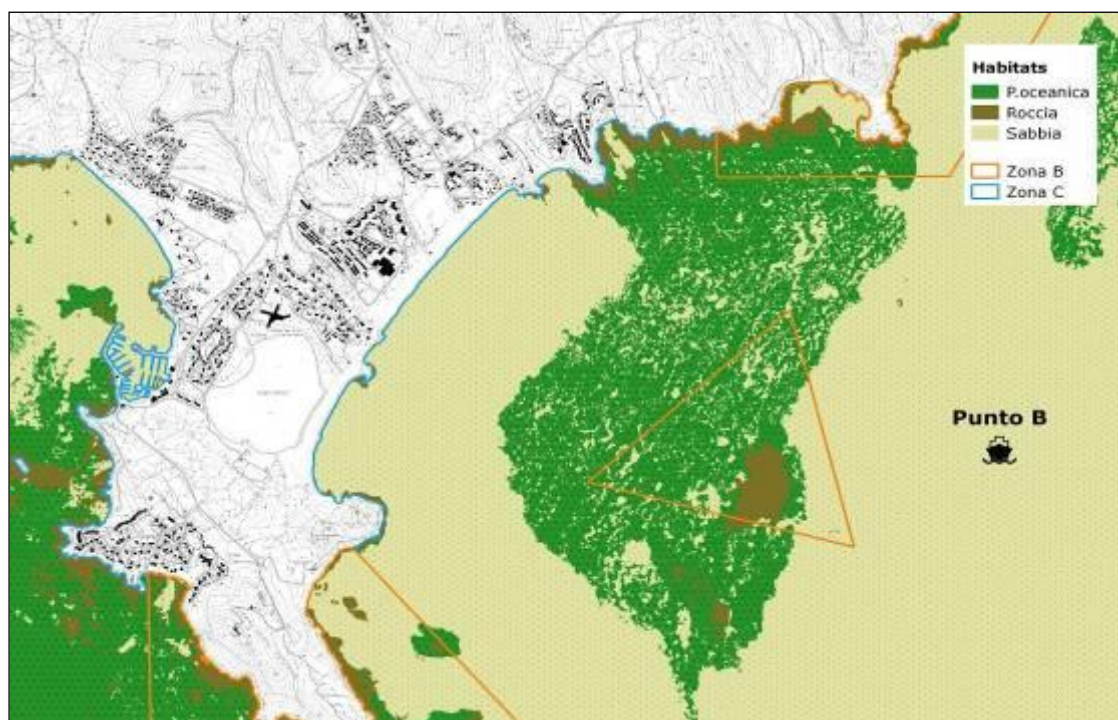 Habitats
P.oceanica
Roccia
Sabbia
Zona B
Zona C
Punto B